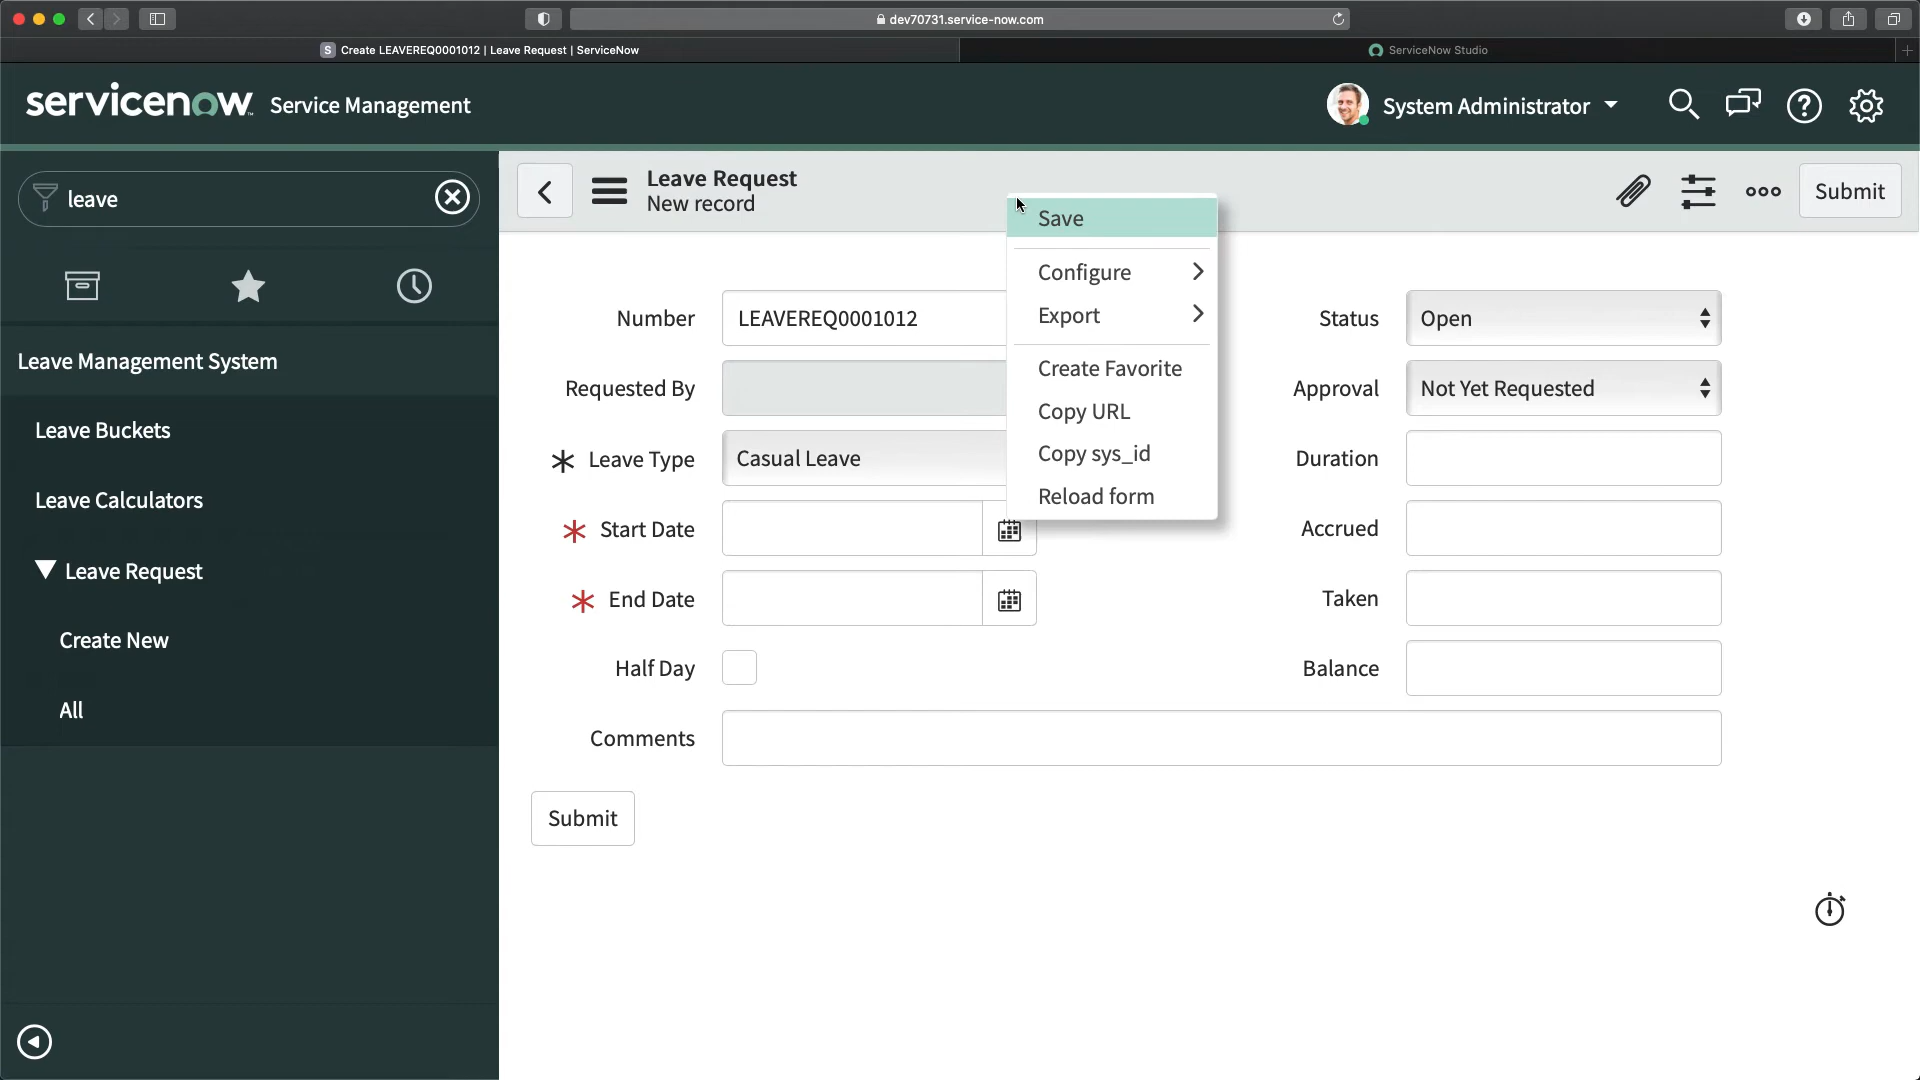 dev70731.service-now.com
S Create LEAVEREQ0001012 | Leave Request | ServiceNow
ServiceNow Studio
servicenow Service Management
System Administrator
leave
Leave Management System
Leave Buckets
Leave Calculators
Leave Request
Create New
All
Leave Request
New record
Submit
Save
Configure
Export
Create Favorite
Copy URL
Copy sys_id
Reload form
Number LEAVEREQ0001012
Requested By
Leave Type Casual Leave
Start Date
End Date
Half Day
Comments
Status Open
Approval Not Yet Requested
Duration
Accrued
Taken
Balance
Submit